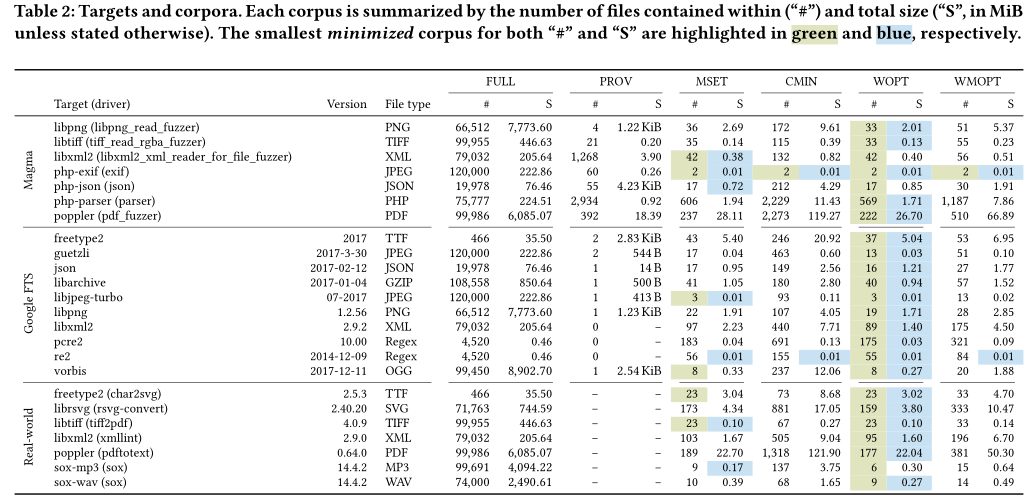 Table 2: Targets and corpora. Each corpus is summarized by the number of files contained within (“#”) and total size (“S”, in MiB
unless stated otherwise). The smallest minimized corpus for both “#” and “S” are highlighted in green and blue, respectively.
FULL PROV MSET CMIN WOPT WMOPT
Target (driver) Version File type # S # S # S # S # S # S
Magma
libpng (libpng_read_fuzzer) PNG 66,512 7,773.60 4 1.22 KiB 36 2.69 172 9.61 33 2.01 51 5.37
libtiff (tiff_read_rgba_fuzzer) TIFF 99,955 446.63 21 0.20 35 0.14 115 0.39 33 0.13 55 0.23
libxml2 (libxml2_xml_reader_for_file_fuzzer) XML 79,032 205.64 1,268 3.90 42 0.38 132 0.82 42 0.40 56 0.51
php-exif (exif) JPEG 120,000 222.86 60 0.26 2 0.01 2 0.01 2 0.01 2 0.01
php-json (json) JSON 19,978 76.46 55 4.23 KiB 17 0.72 212 4.29 17 0.85 30 1.91
php-parser (parser) PHP 75,777 224.51 2,934 0.92 606 1.94 2,229 11.43 569 1.71 1,187 7.86
poppler (pdf_fuzzer) PDF 99,986 6,085.07 392 18.39 237 28.11 2,273 119.27 222 26.70 510 66.89
Google FTS
freetype2 2017 TTF 466 35.50 2 2.83 KiB 43 5.40 246 20.92 37 5.04 53 6.95
guetzli 2017-3-30 JPEG 120,000 222.86 2 544 B 17 0.04 463 0.60 13 0.03 51 0.10
json 2017-02-12 JSON 19,978 76.46 1 14 B 17 0.95 149 2.56 16 1.21 27 1.77
libarchive 2017-01-04 GZIP 108,558 850.64 1 500 B 41 1.05 180 2.80 40 0.94 57 1.52
libjpeg-turbo 07-2017 JPEG 120,000 222.86 1 413 B 3 0.01 93 0.11 3 0.01 13 0.02
libpng 1.2.56 PNG 66,512 7,773.60 1 1.23 KiB 22 1.91 107 4.05 19 1.71 28 2.85
libxml2 2.9.2 XML 79,032 205.64 0 – 97 2.23 440 7.71 89 1.40 175 4.50
pcre2 10.00 Regex 4,520 0.46 0 – 183 0.04 691 0.13 175 0.03 321 0.09
re2 2014-12-09 Regex 4,520 0.46 0 – 56 0.01 155 0.01 55 0.01 84 0.01
vorbis 2017-12-11 OGG 99,450 8,902.70 1 2.54 KiB 8 0.33 237 12.06 8 0.27 20 1.88
Real-world
freetype2 (char2svg) 2.5.3 TTF 466 35.50 – – 23 3.04 73 8.68 23 3.02 33 4.70
librsvg (rsvg-convert) 2.40.20 SVG 71,763 744.59 – – 173 4.34 881 17.05 159 3.80 333 10.47
libtiff (tiff2pdf) 4.0.9 TIFF 99,955 446.63 – – 23 0.10 67 0.27 23 0.10 33 0.14
libxml2 (xmllint) 2.9.0 XML 79,032 205.64 – – 103 1.67 505 9.04 95 1.60 196 6.70
poppler (pdftotext) 0.64.0 PDF 99,986 6,085.07 – – 189 22.70 1,318 121.90 177 22.04 381 50.30
sox-mp3 (sox) 14.4.2 MP3 99,691 4,094.22 – – 9 0.17 137 3.75 6 0.30 15 0.64
sox-wav (sox) 14.4.2 WAV 74,000 2,490.61 – – 10 0.39 68 1.65 9 0.27 14 0.49